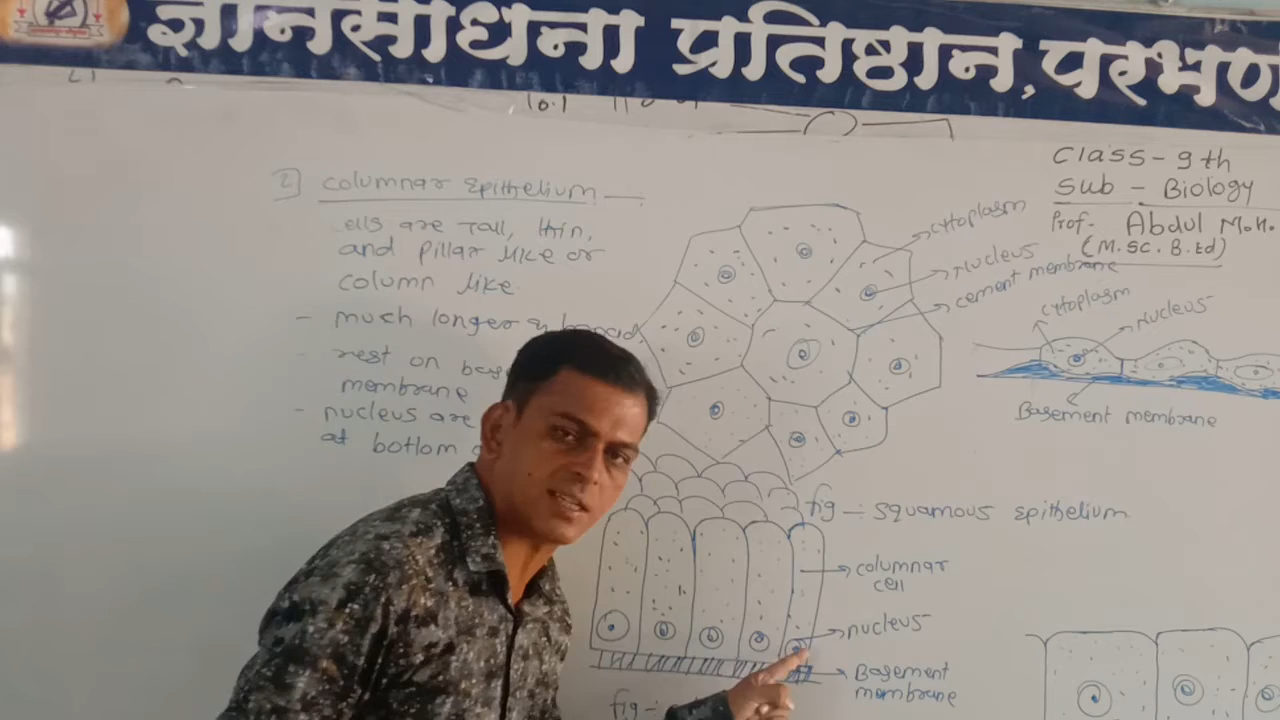 ज्ञानसाधना प्रतिष्ठान, परभण
10.1
Class - 9th
Sub - Biology
Prof. Abdul M.H.
(M.SC. B.Ed)
2] columnar Epithelium —
ells are Tall, thin,
and Pillar like or
column like
- much longer
- rest on
membrane
- nucleus are
at bottom
cytoplasm
nucleus
cement membrane
cytoplasm
nucleus
Basement membrane
fig -: squamous epithelium
columnar
cell
nucleus
Basement
membrane
fig -